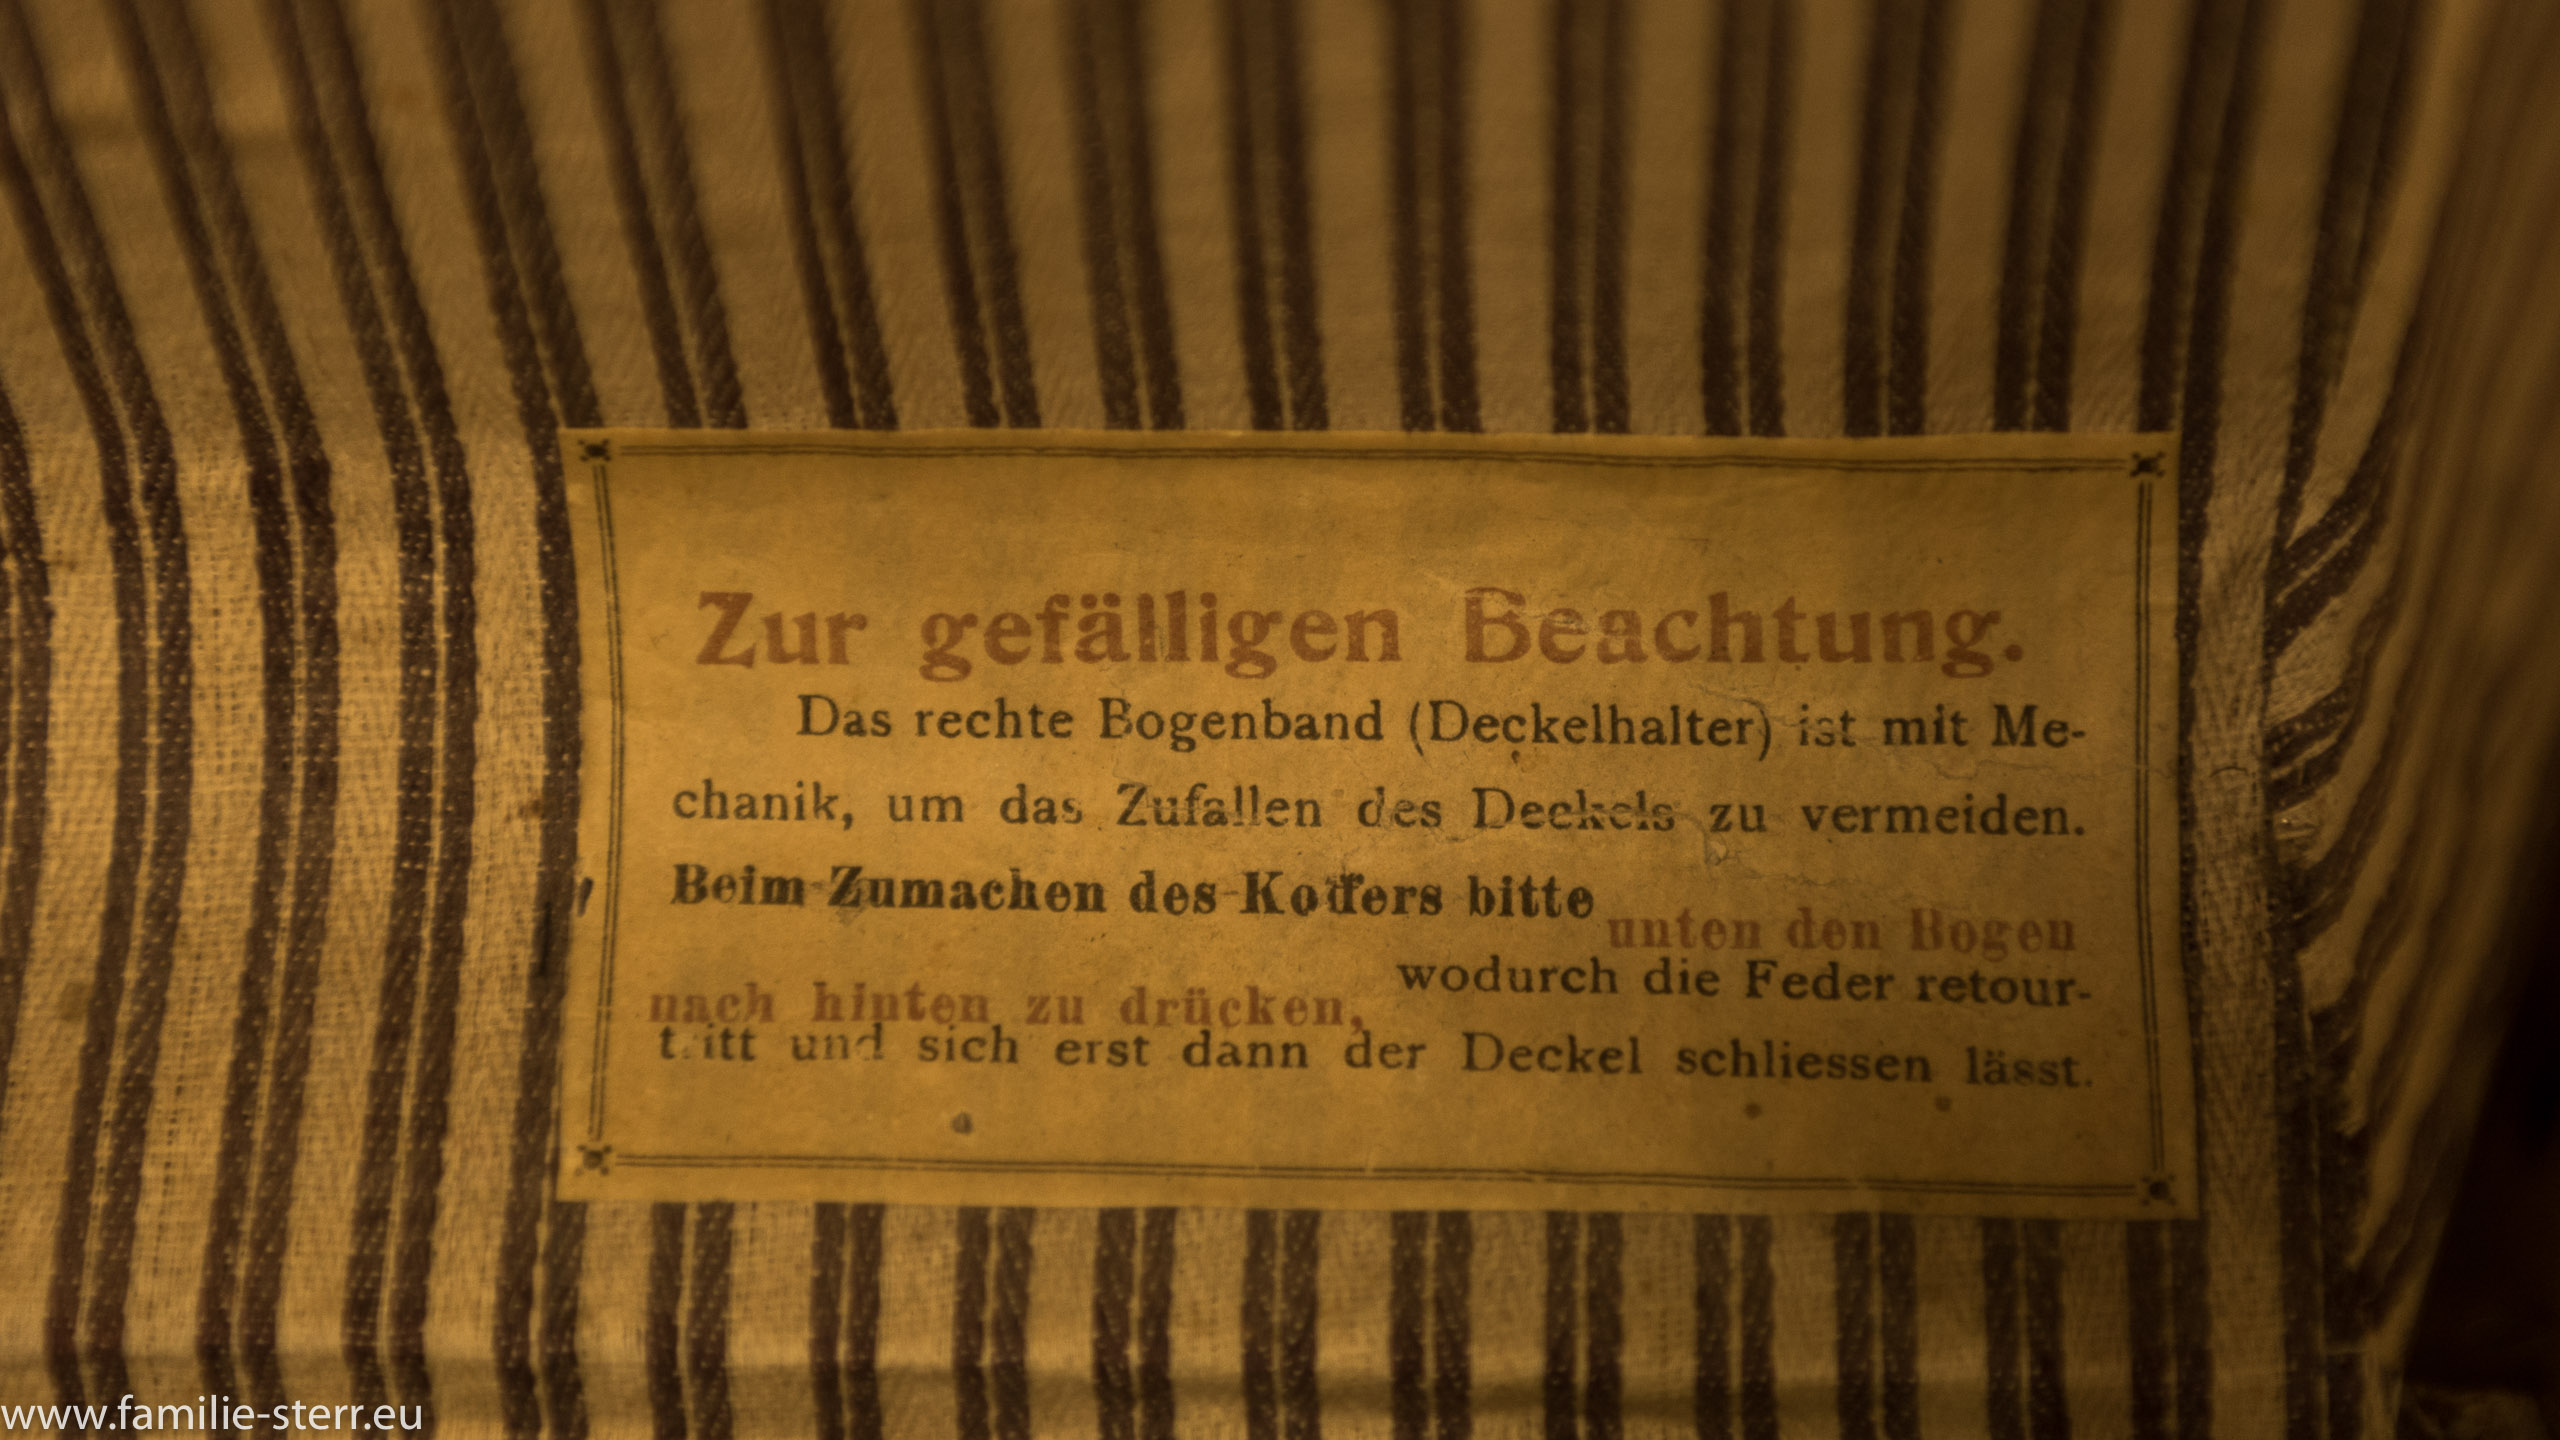 Zur gefälligen Beachtung.
Das rechte Bogenband (Deckelhalter) ist mit Me-
chanik, um das Zufallen des Deckels zu vermeiden.
Beim Zumachen des Koffers bitte unten den Bogen
nach hinten zu drücken, wodurch die Feder retour-
tritt und sich erst dann der Deckel schliessen lässt.
www.familie-sterr.eu